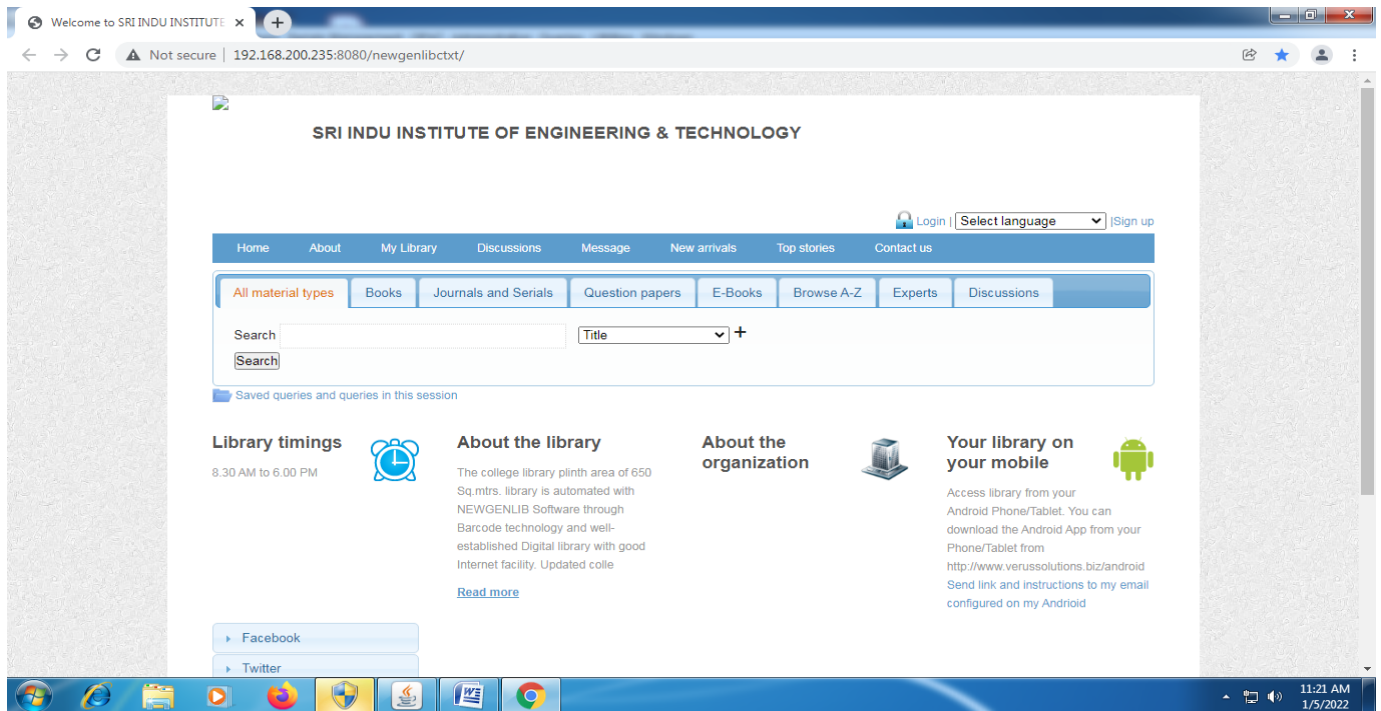 Welcome to SRI INDU INSTITUTE
Not secure | 192.168.200.235:8080/newgenlibctxt/
SRI INDU INSTITUTE OF ENGINEERING & TECHNOLOGY
Login | Select language |Sign up
Home About My Library Discussions Message New arrivals Top stories Contact us
All material types Books Journals and Serials Question papers E-Books Browse A-Z Experts Discussions
Search Title +
Search
Saved queries and queries in this session
Library timings
8.30 AM to 6.00 PM
About the library
The college library plinth area of 650
Sq.mtrs. library is automated with
NEWGENLIB Software through
Barcode technology and well-
established Digital library with good
Internet facility. Updated colle
Read more
About the
organization
Your library on
your mobile
Access library from your
Android Phone/Tablet. You can
download the Android App from your
Phone/Tablet from
http://www.verussolutions.biz/android
Send link and instructions to my email
configured on my Andrioid
Facebook
Twitter
11:21 AM
1/5/2022